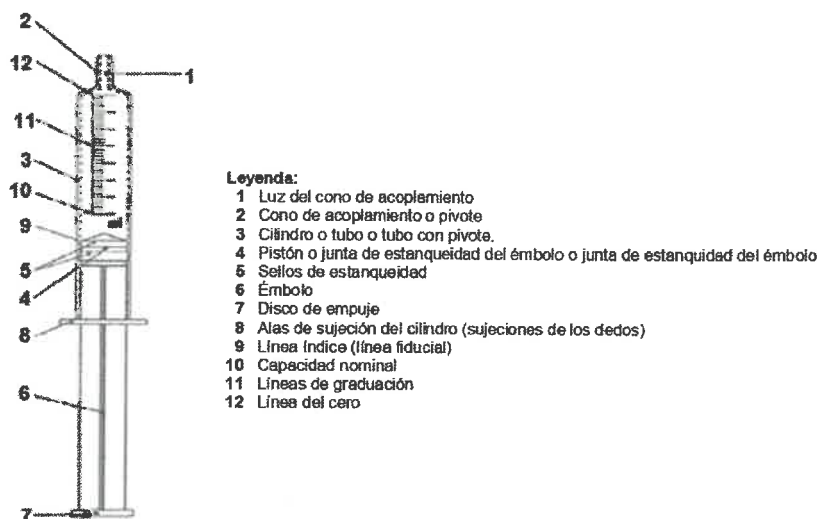 2
12
1
11
3
10
9
5
4
8
6
7
Leyenda:
1 Luz del cono de acoplamiento
2 Cono de acoplamiento o pivote
3 Cilindro o tubo o tubo con pivote.
4 Pistón o junta de estanqueidad del émbolo o junta de estanquidad del émbolo
5 Sellos de estanqueidad
6 Émbolo
7 Disco de empuje
8 Alas de sujeción del cilindro (sujeciones de los dedos)
9 Línea índice (línea fiducial)
10 Capacidad nominal
11 Líneas de graduación
12 Línea del cero